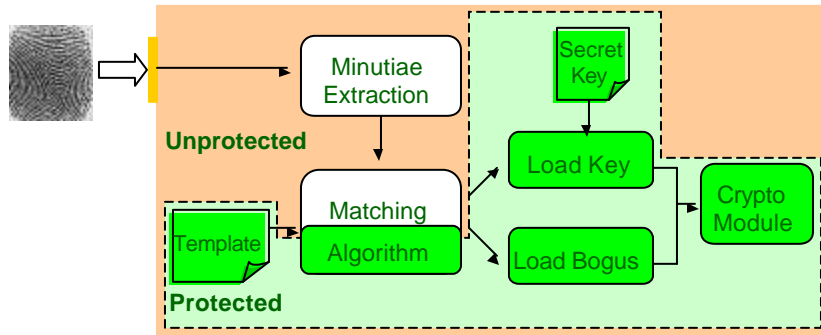 Secret
Key
Minutiae
Extraction
Unprotected
Load Key
Matching
Algorithm
Template
Crypto
Module
Load Bogus
Protected